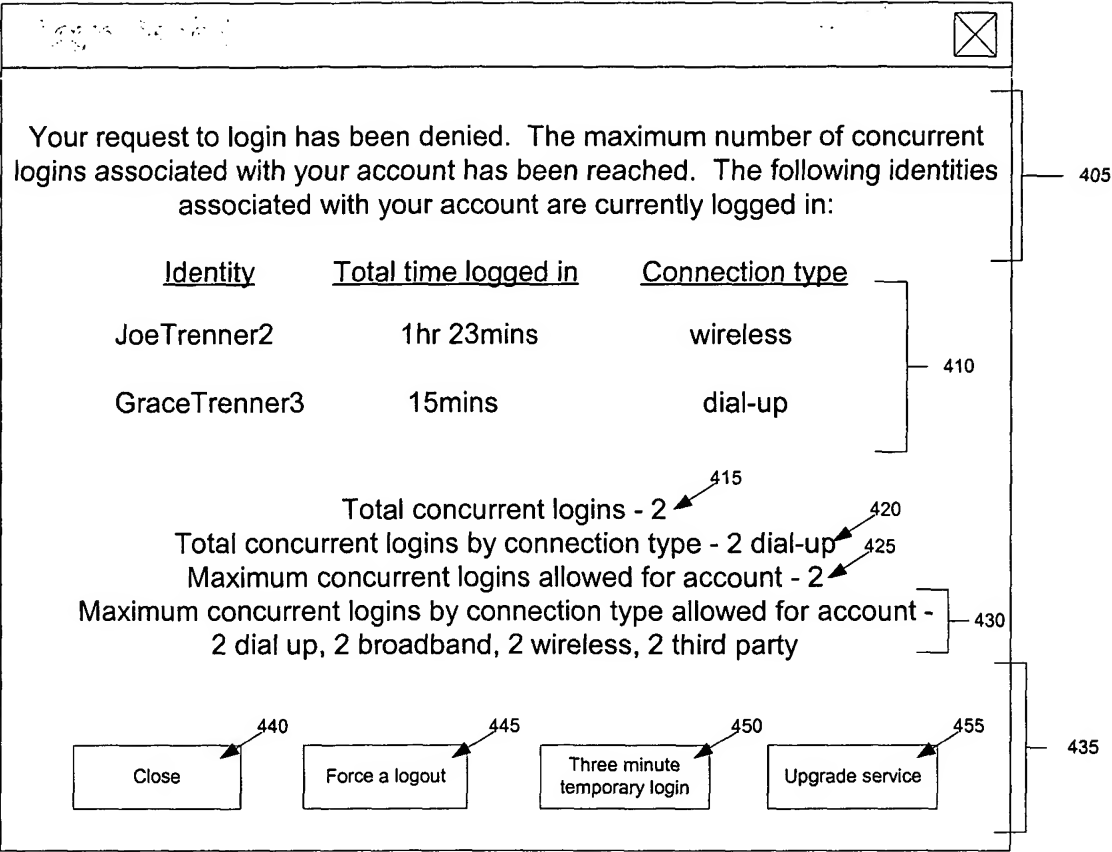 Your request to login has been denied. The maximum number of concurrent
logins associated with your account has been reached. The following identities
associated with your account are currently logged in:
405
Identity Total time logged in Connection type
JoeTrenner2 1hr 23mins wireless
410
GraceTrenner3 15mins dial-up
415
Total concurrent logins - 2
420
Total concurrent logins by connection type - 2 dial-up
425
Maximum concurrent logins allowed for account - 2
Maximum concurrent logins by connection type allowed for account -
430
2 dial up, 2 broadband, 2 wireless, 2 third party
440 445 450 455
435
Close Force a logout Three minute temporary login Upgrade service